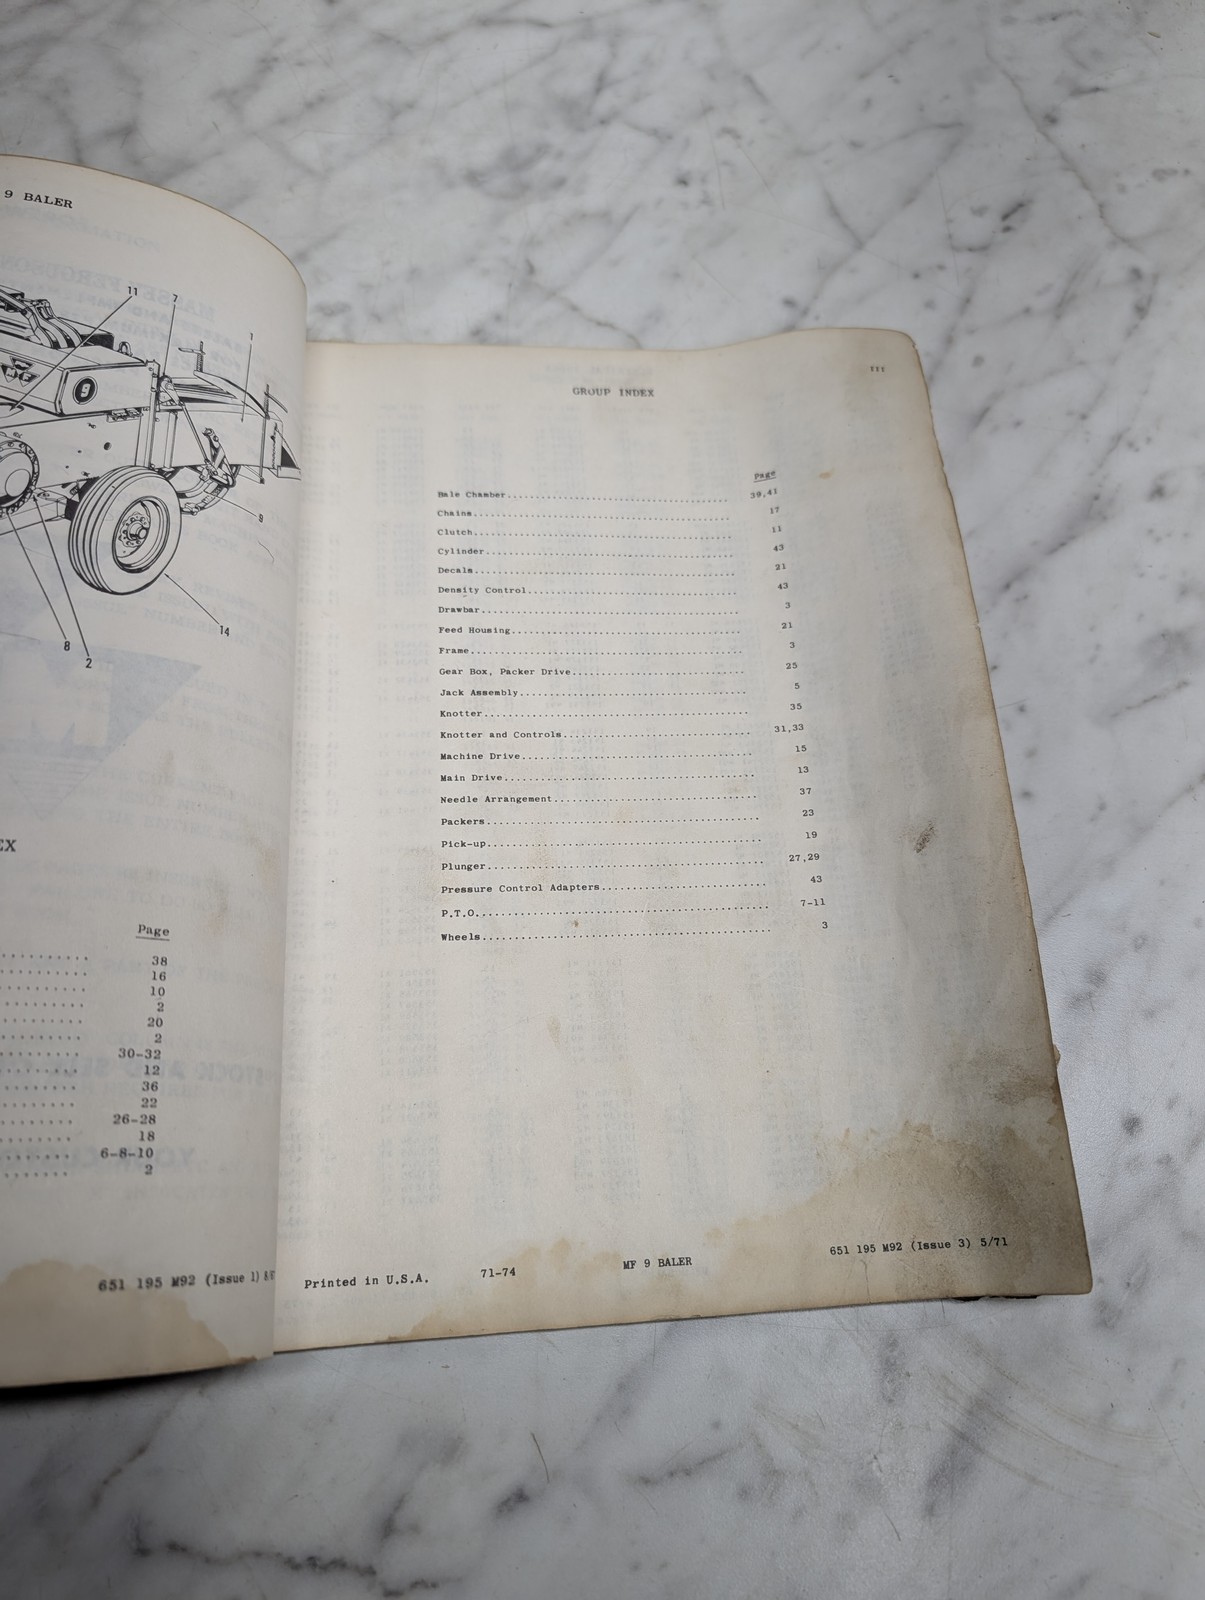 9 BALER
11
7
1
9
9
14
8
2
EX
Page
38
16
10
2
20
2
30-32
12
36
22
26-28
18
6-8-10
2
651 195 M92 (Issue 1)
iii
GROUP INDEX
Page
Bale Chamber 39,41
Chains 17
Clutch 11
Cylinder 43
Decals 21
Density Control 43
Drawbar 3
Feed Housing 21
Frame 3
Gear Box, Packer Drive 25
Jack Assembly 5
Knotter 35
Knotter and Controls 31,33
Machine Drive 15
Main Drive 13
Needle Arrangement 37
Packers 23
Pick-up 19
Plunger 27,29
Pressure Control Adapters 43
P.T.O. 7-11
Wheels 3
Printed in U.S.A. 71-74 MF 9 BALER 651 195 M92 (Issue 3) 5/71